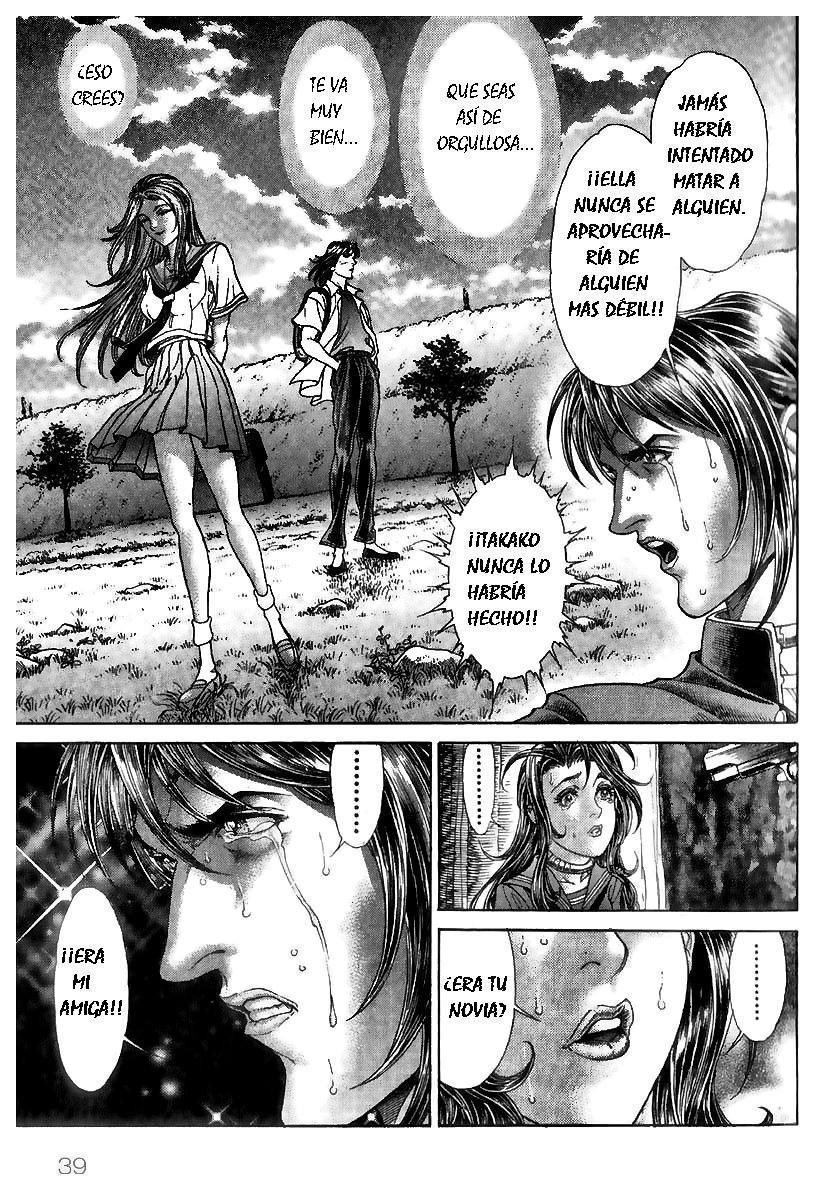 JAMÁS
HABRÍA
INTENTADO
MATAR A
ALGUIEN.
¡¡ELLA
NUNCA SE
APROVECHA-
RÍA DE
ALGUIEN
MAS DÉBIL!!
QUE SEAS
ASÍ DE
ORGULLOSA...
TE VA
MUY
BIEN...
¿ESO
CREES?
¡¡TAKAKO
NUNCA LO
HABRÍA
HECHO!!
.........
.........
¿ERA TU
NOVIA?
.........
¡¡ERA
MI
AMIGA!!
39